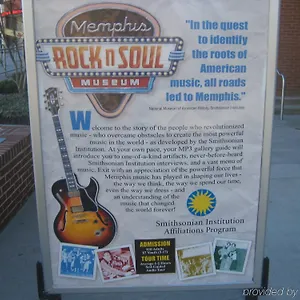 Memphis
ROCK n SOUL
MUSEUM
"In the quest
to identify
the roots of
American
music, all roads
led to Memphis."
Welcome to the story of the people who revolutionized
music - who overcame obstacles to create the most powerful
music in the world - as developed by the Smithsonian
Institution. At your own pace, your MP3 gallery guide will
introduce you to one-of-a-kind artifacts, never-before-heard
Smithsonian Institution interviews, and a vast menu of
music. Exit with an appreciation of the powerful force that
Memphis music has played in shaping our lives -
the way we think, the way we spend our time,
even the way we dress - and
an understanding of the
music that changed
the world forever!
Smithsonian Institution
Affiliations Program
ADMISSION
TOUR TIME
provided by Booking.com